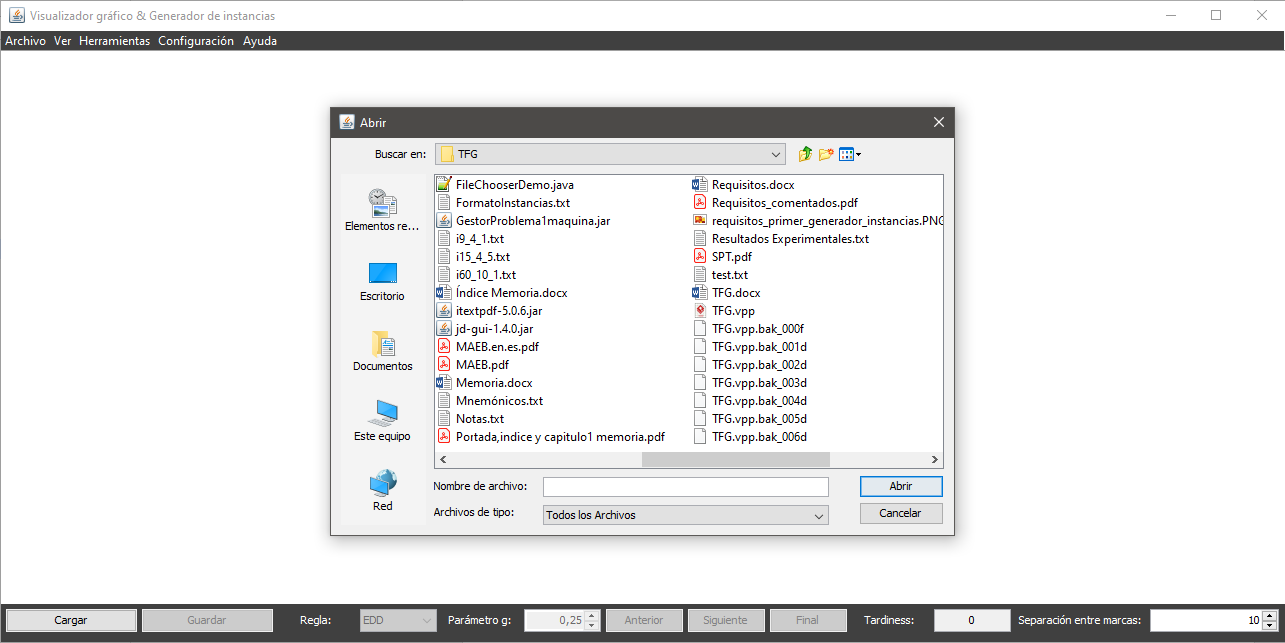 Visualizador gráfico & Generador de instancias
Archivo Ver Herramientas Configuración Ayuda
Abrir
Buscar en: TFG
Elementos re...
Escritorio
Documentos
Este equipo
Red
FileChooserDemo.java
FormatoInstancias.txt
GestorProblema1maquina.jar
i9_4_1.txt
i15_4_5.txt
i60_10_1.txt
Índice Memoria.docx
itextpdf-5.0.6.jar
jd-gui-1.4.0.jar
MAEB.en.es.pdf
MAEB.pdf
Memoria.docx
Mnemónicos.txt
Notas.txt
Portada,indice y capitulo1 memoria.pdf
Requisitos.docx
Requisitos_comentados.pdf
requisitos_primer_generador_instancias.PNG
Resultados Experimentales.txt
SPT.pdf
test.txt
TFG.docx
TFG.vpp
TFG.vpp.bak_000f
TFG.vpp.bak_001d
TFG.vpp.bak_002d
TFG.vpp.bak_003d
TFG.vpp.bak_004d
TFG.vpp.bak_005d
TFG.vpp.bak_006d
Nombre de archivo: Abrir
Archivos de tipo: Todos los Archivos Cancelar
Cargar Guardar Regla: EDD Parámetro g: 0,25 Anterior Siguiente Final Tardiness: 0 Separación entre marcas: 10